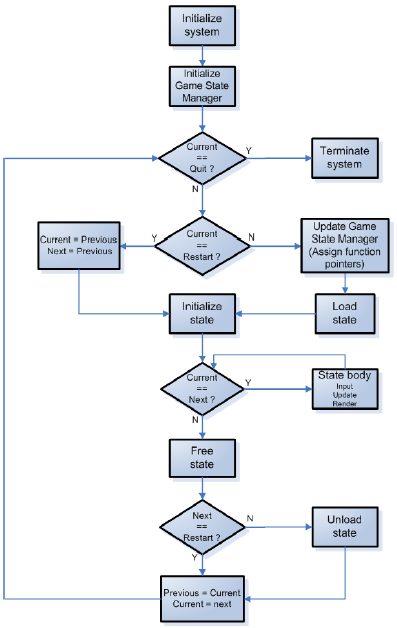 Initialize
system
Initialize
Game State
Manager
Current
==
Quit ?
Y
N
Terminate
system
Current
==
Restart ?
Y
N
Current = Previous
Next = Previous
Update Game
State Manager
(Assign function
pointers)
Initialize
state
Load
state
Current
==
Next ?
Y
N
State body
Input
Update
Render
Free
state
Next
==
Restart ?
N
Y
Unload
state
Previous = Current
Current = next